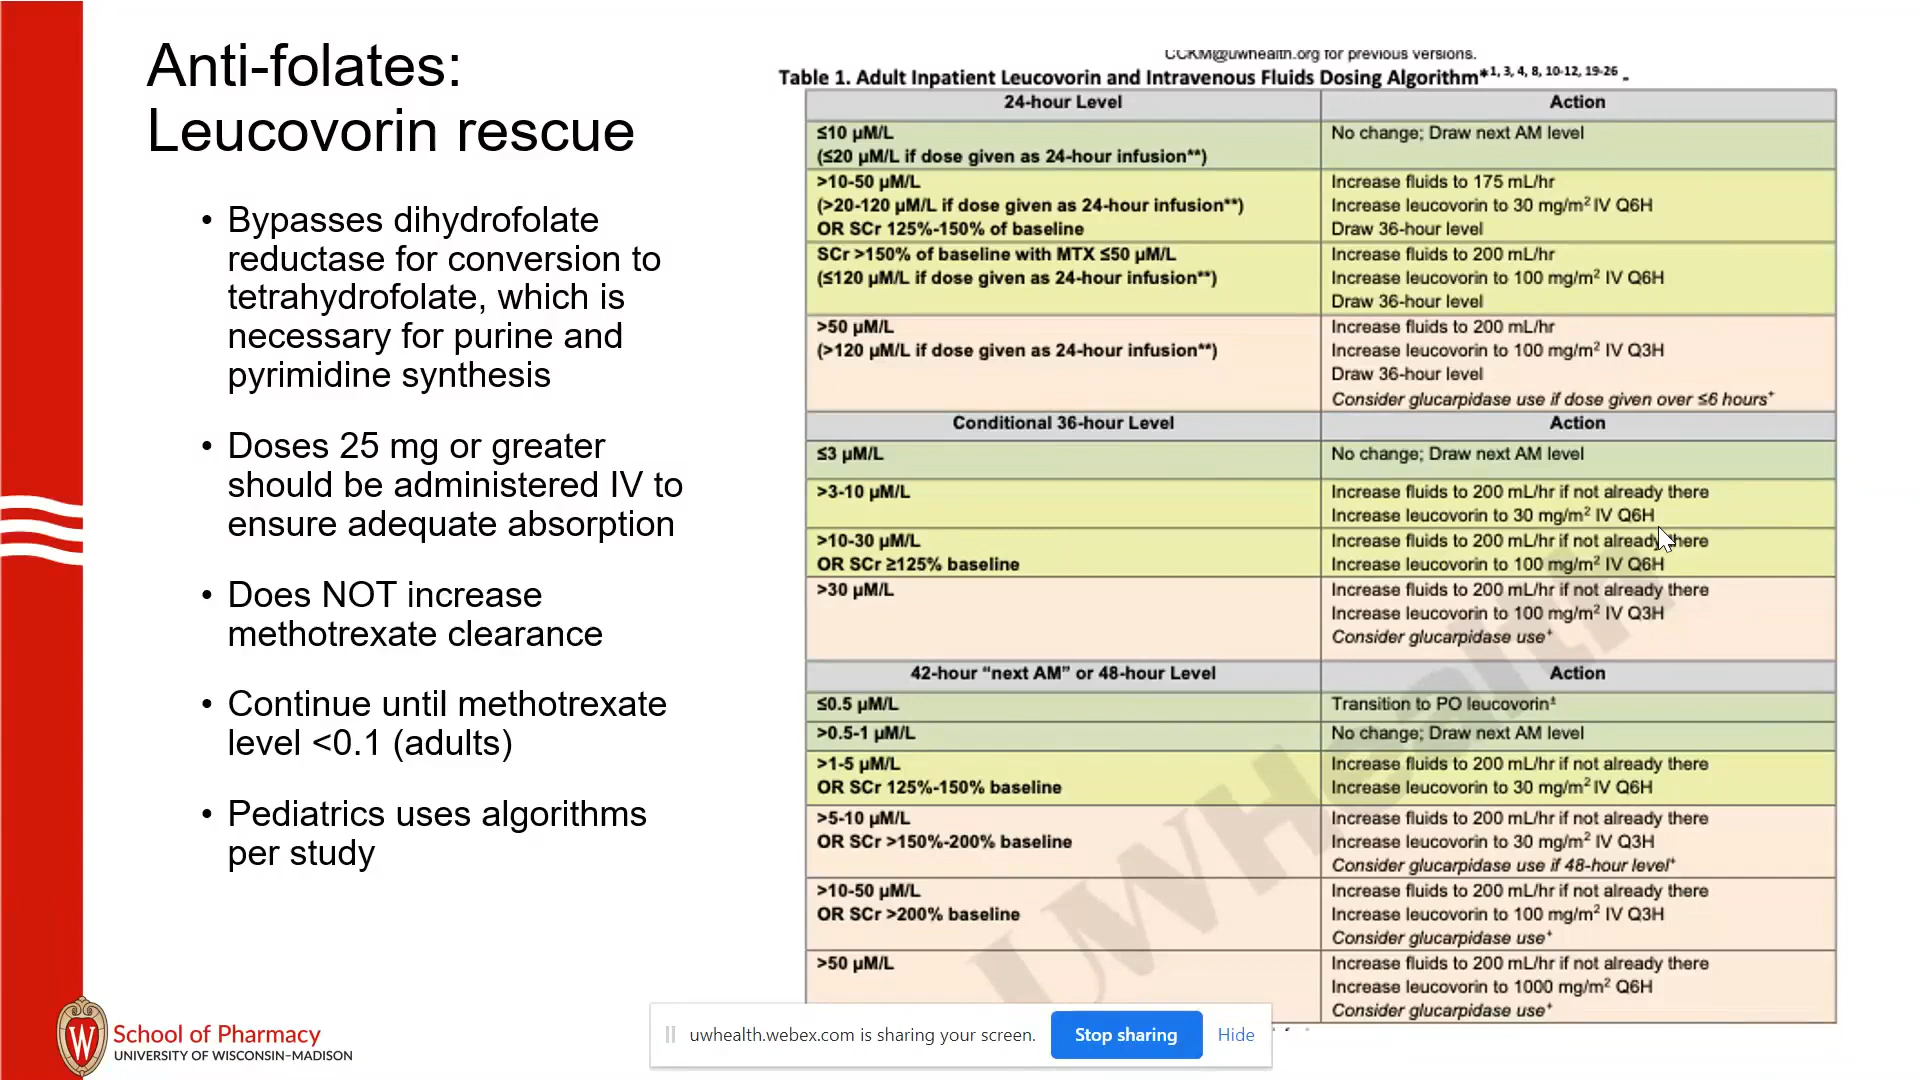 Anti-folates:
Leucovorin rescue
• Bypasses dihydrofolate
reductase for conversion to
tetrahydrofolate, which is
necessary for purine and
pyrimidine synthesis
• Doses 25 mg or greater
should be administered IV to
ensure adequate absorption
• Does NOT increase
methotrexate clearance
• Continue until methotrexate
level <0.1 (adults)
• Pediatrics uses algorithms
per study
CCKM@uwhealth.org for previous versions.
Table 1. Adult Inpatient Leucovorin and Intravenous Fluids Dosing Algorithm*1, 3, 4, 8, 10-12, 19-26 -
24-hour Level Action
≤10 µM/L No change; Draw next AM level
(≤20 µM/L if dose given as 24-hour infusion**)
>10-50 µM/L Increase fluids to 175 mL/hr
(>20-120 µM/L if dose given as 24-hour infusion**) Increase leucovorin to 30 mg/m² IV Q6H
OR SCr 125%-150% of baseline Draw 36-hour level
SCr >150% of baseline with MTX ≤50 µM/L Increase fluids to 200 mL/hr
(≤120 µM/L if dose given as 24-hour infusion**) Increase leucovorin to 100 mg/m² IV Q6H
Draw 36-hour level
>50 µM/L Increase fluids to 200 mL/hr
(>120 µM/L if dose given as 24-hour infusion**) Increase leucovorin to 100 mg/m² IV Q3H
Draw 36-hour level
Consider glucarpidase use if dose given over ≤6 hours+
Conditional 36-hour Level Action
≤3 µM/L No change; Draw next AM level
>3-10 µM/L Increase fluids to 200 mL/hr if not already there
Increase leucovorin to 30 mg/m² IV Q6H
>10-30 µM/L Increase fluids to 200 mL/hr if not already there
OR SCr ≥125% baseline Increase leucovorin to 100 mg/m² IV Q6H
>30 µM/L Increase fluids to 200 mL/hr if not already there
Increase leucovorin to 100 mg/m² IV Q3H
Consider glucarpidase use+
42-hour “next AM” or 48-hour Level Action
≤0.5 µM/L Transition to PO leucovorin‡
>0.5-1 µM/L No change; Draw next AM level
>1-5 µM/L Increase fluids to 200 mL/hr if not already there
OR SCr 125%-150% baseline Increase leucovorin to 30 mg/m² IV Q6H
>5-10 µM/L Increase fluids to 200 mL/hr if not already there
OR SCr >150%-200% baseline Increase leucovorin to 30 mg/m² IV Q3H
Consider glucarpidase use if 48-hour level+
>10-50 µM/L Increase fluids to 200 mL/hr if not already there
OR SCr >200% baseline Increase leucovorin to 100 mg/m² IV Q3H
Consider glucarpidase use+
>50 µM/L Increase fluids to 200 mL/hr if not already there
Increase leucovorin to 1000 mg/m² Q6H
Consider glucarpidase use+
UWHealth
W School of Pharmacy
UNIVERSITY OF WISCONSIN–MADISON
uwhealth.webex.com is sharing your screen. Stop sharing Hide